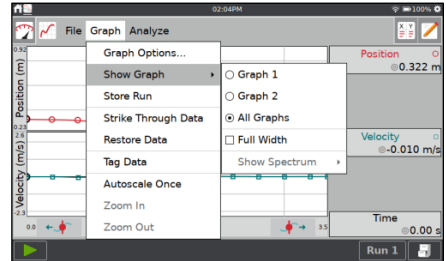 02:04PM 100%
File Graph Analyze X Y
0.92
Position (m)
0.23
Graph Options...
Show Graph
Store Run
Strike Through Data
Restore Data
Tag Data
Autoscale Once
Zoom In
Zoom Out
Graph 1
Graph 2
All Graphs
Full Width
Show Spectrum
Position
0.322 m
2.6
Velocity (m/s)
-2.3
Velocity
-0.010 m/s
0.0
3.5
Time
0.00 s
Run 1